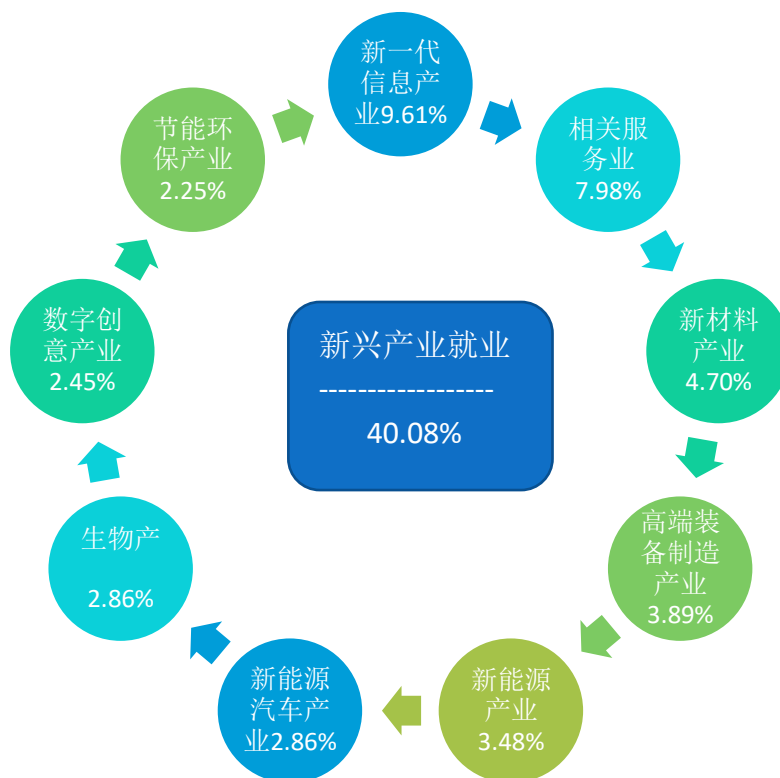 新一代
信息产
业9.61%
相关服
务业
7.98%
新材料
产业
4.70%
高端装
备制造
产业
3.89%
新能源
产业
3.48%
新能源
汽车产
业2.86%
生物产
2.86%
数字创
意产业
2.45%
节能环
保产业
2.25%
新兴产业就业
------------------
40.08%